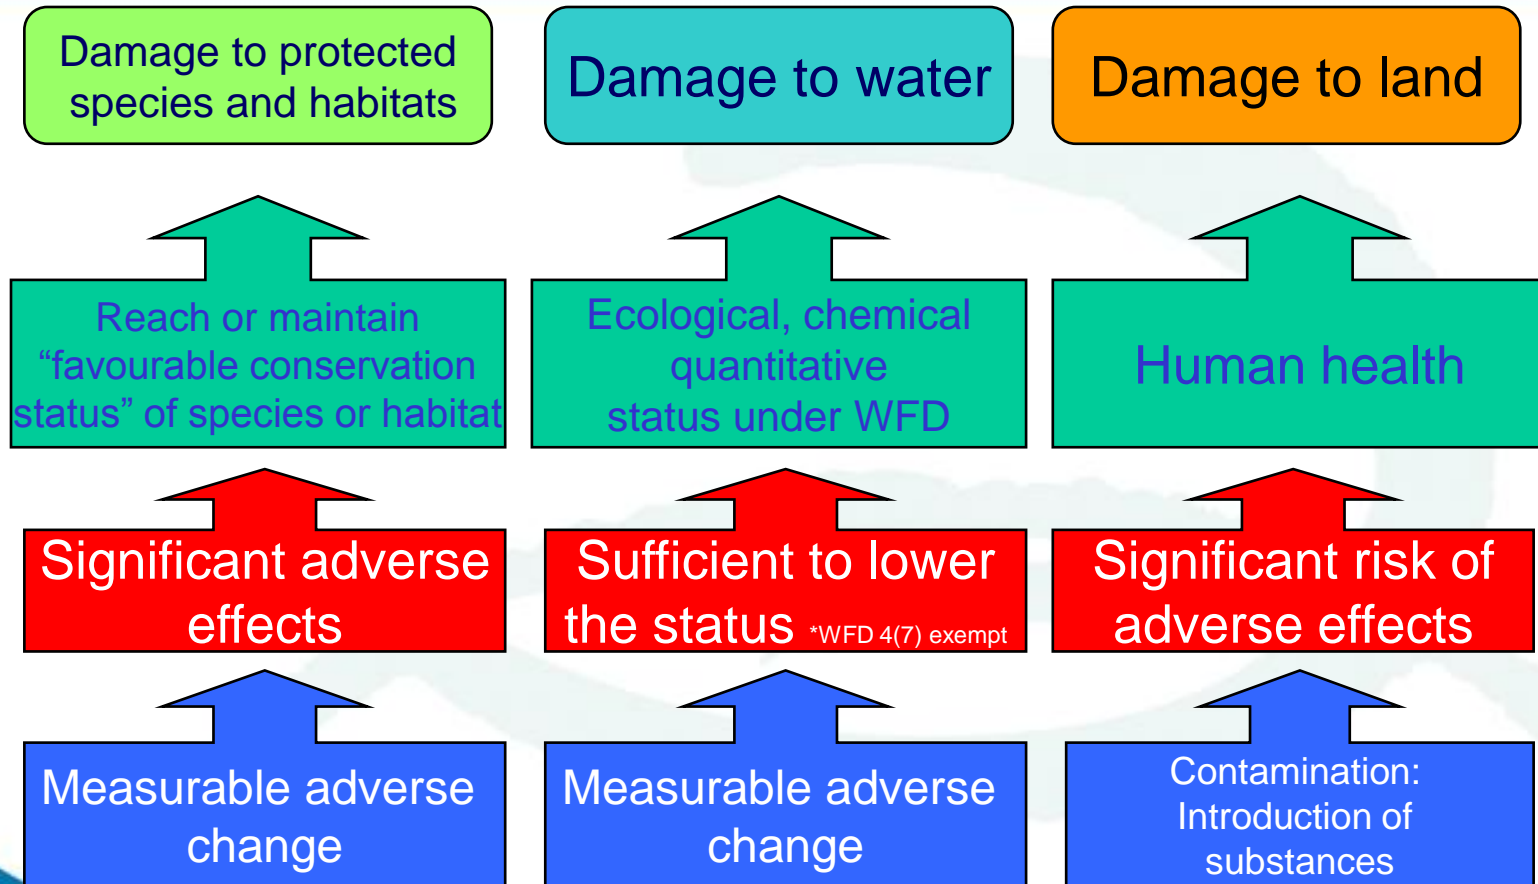 Damage to protected
species and habitats
Damage to water
Damage to land
Reach or maintain
“favourable conservation
status” of species or habitat
Ecological, chemical
quantitative
status under WFD
Human health
Significant adverse
effects
Sufficient to lower
the status *WFD 4(7) exempt
Significant risk of
adverse effects
Measurable adverse
change
Measurable adverse
change
Contamination:
Introduction of
substances